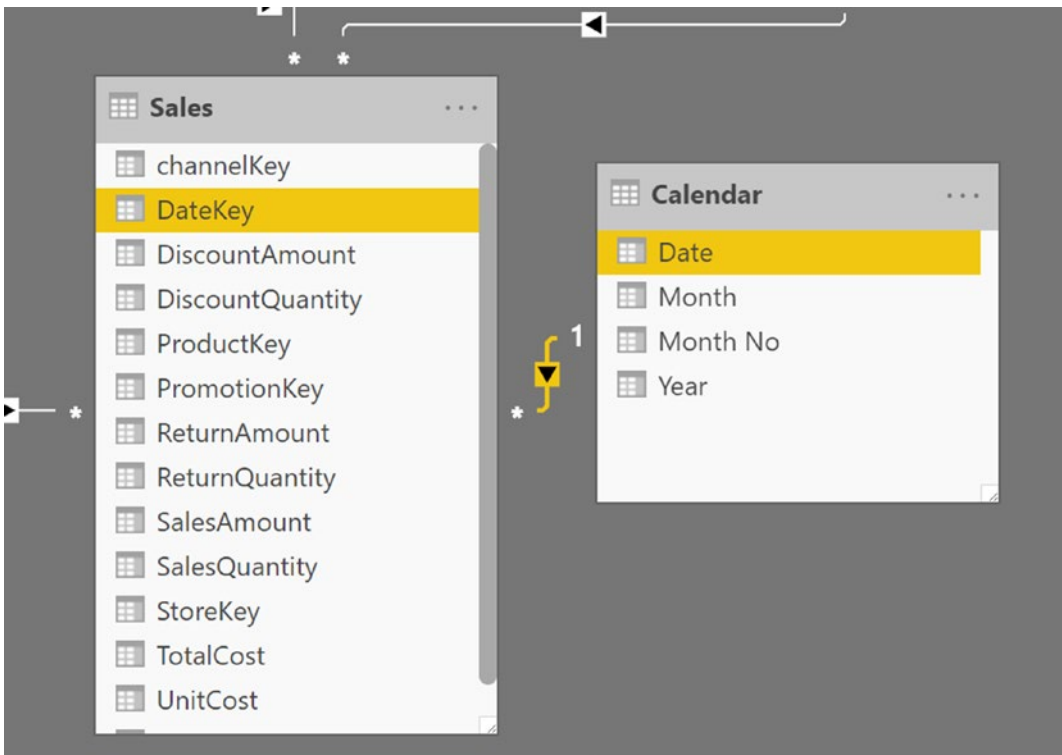 * *
Sales ...
channelKey
DateKey
DiscountAmount
DiscountQuantity
ProductKey
PromotionKey
ReturnAmount
ReturnQuantity
SalesAmount
SalesQuantity
StoreKey
TotalCost
UnitCost
*
* 1
Calendar ...
Date
Month
Month No
Year